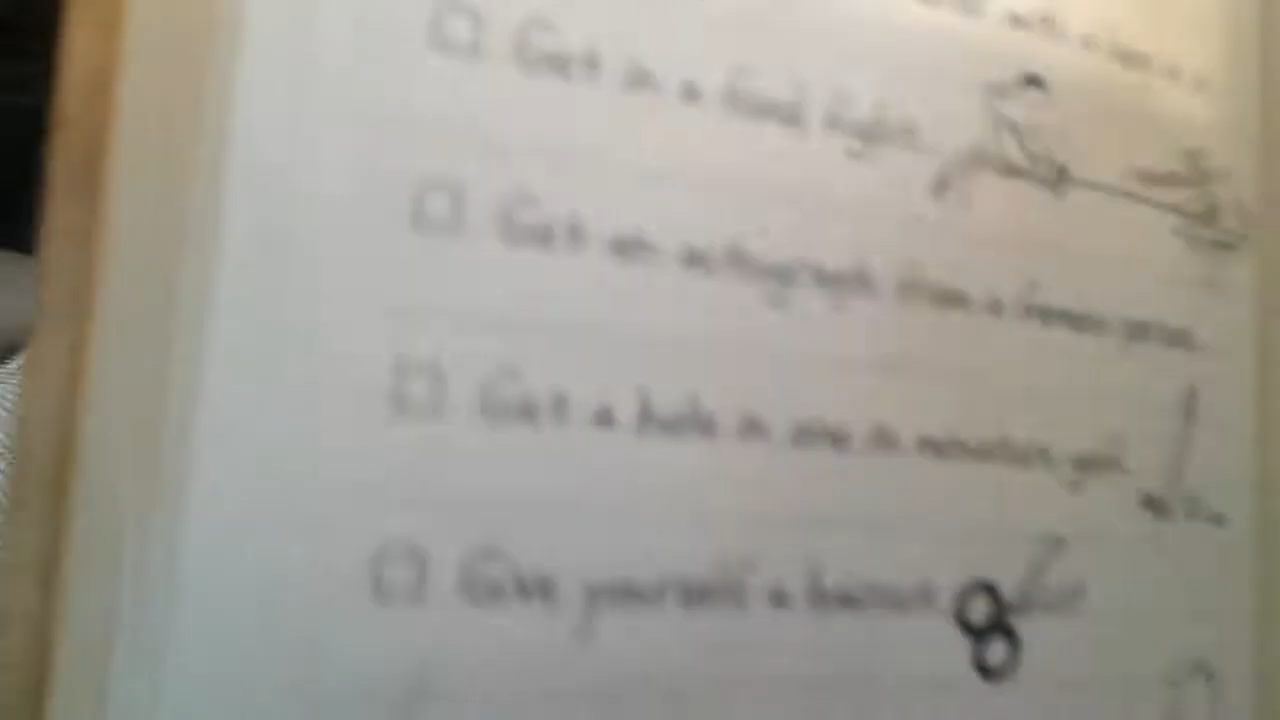 with a
☐ Get in a food fight.
☐ Get an autograph from a famous person.
☐ Get a hole in one in miniature golf.
☐ Give yourself a haircut